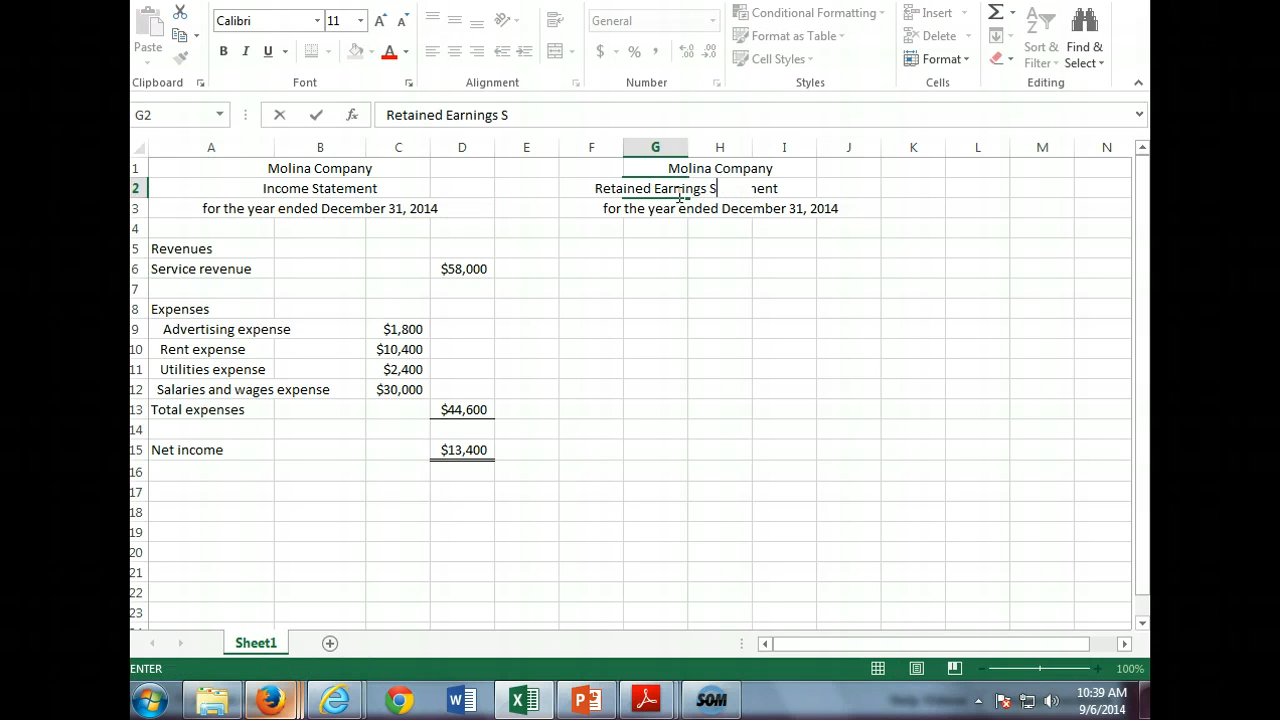 Calibri 11 General Conditional Formatting Insert
Paste B I U $ % , Format as Table Delete Sort & Find &
Cell Styles Format Filter Select
Clipboard Font Alignment Number Styles Cells Editing
G2 fx Retained Earnings S
A B C D E F G H I J K L M N
1 Molina Company Molina Company
2 Income Statement Retained Earnings S ment
3 for the year ended December 31, 2014 for the year ended December 31, 2014
4
5 Revenues
6 Service revenue $58,000
7
8 Expenses
9 Advertising expense $1,800
10 Rent expense $10,400
11 Utilities expense $2,400
12 Salaries and wages expense $30,000
13 Total expenses $44,600
14
15 Net income $13,400
16
17
18
19
20
21
22
23
Sheet1
ENTER 100%
SOM 10:39 AM
9/6/2014